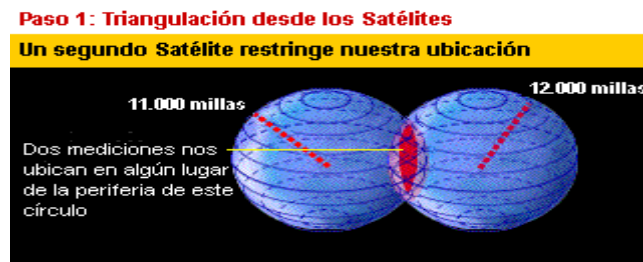 Paso 1: Triangulación desde los Satélites
Un segundo Satélite restringe nuestra ubicación
11.000 millas
12.000 millas
Dos mediciones nos
ubican en algún lugar
de la periferia de este
círculo